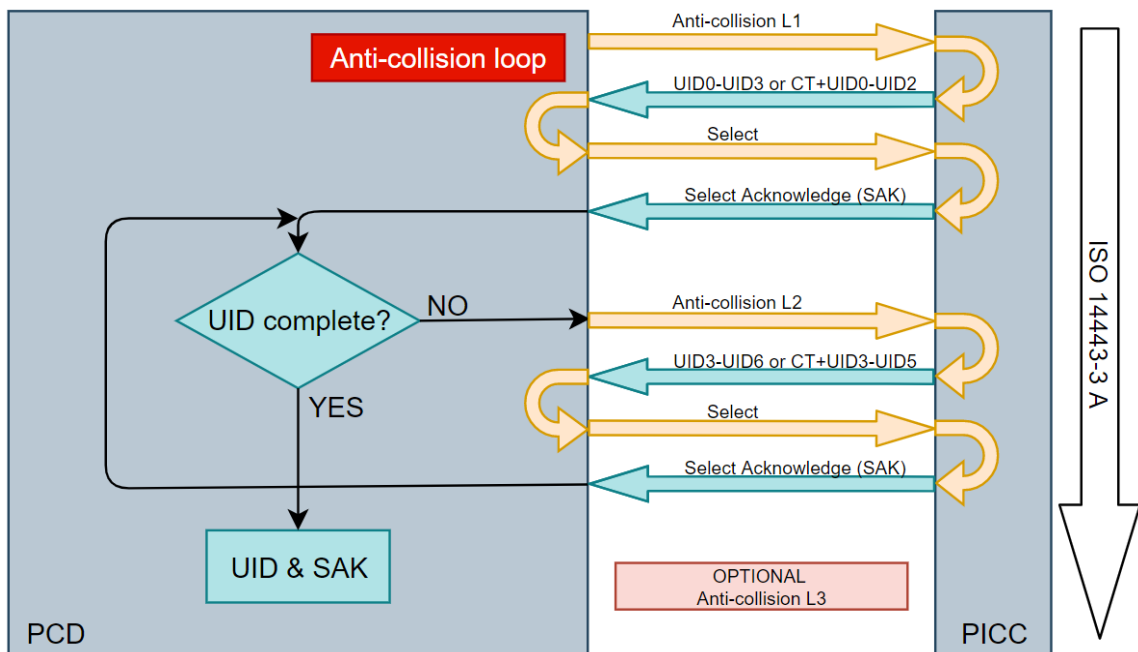 Anti-collision L1
Anti-collision loop
UID0-UID3 or CT+UID0-UID2
Select
Select Acknowledge (SAK)
UID complete?
NO
Anti-collision L2
UID3-UID6 or CT+UID3-UID5
YES
Select
Select Acknowledge (SAK)
UID & SAK
OPTIONAL
Anti-collision L3
PCD
PICC
ISO 14443-3 A